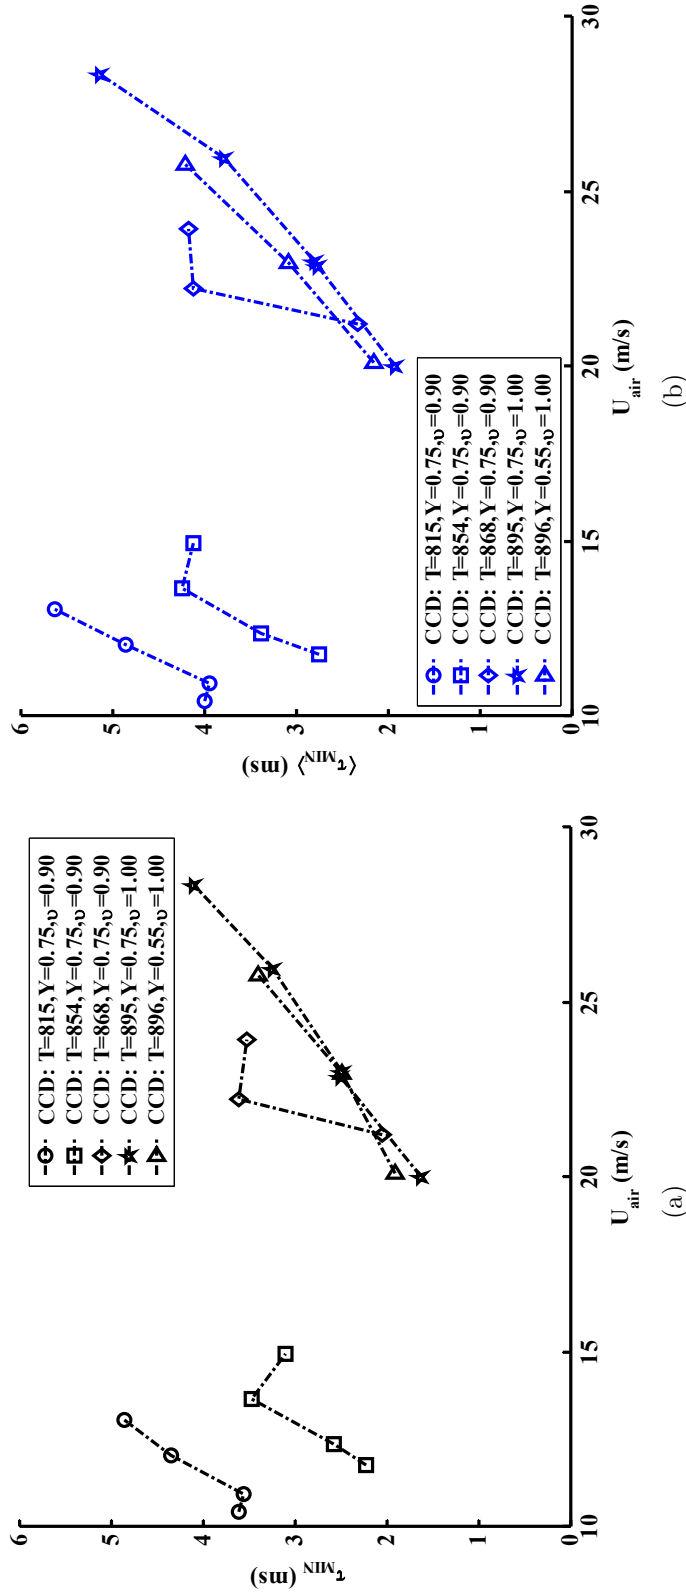 τMIN (ms)
6
5
4
3
2
1
0
10
15
20
25
30
CCD: T=815,Y=0.75,υ=0.90
CCD: T=854,Y=0.75,υ=0.90
CCD: T=868,Y=0.75,υ=0.90
CCD: T=895,Y=0.75,υ=1.00
CCD: T=896,Y=0.55,υ=1.00
Uair (m/s)
(a)
⟨τMIN⟩ (ms)
6
5
4
3
2
1
0
10
15
20
25
30
CCD: T=815,Y=0.75,υ=0.90
CCD: T=854,Y=0.75,υ=0.90
CCD: T=868,Y=0.75,υ=0.90
CCD: T=895,Y=0.75,υ=1.00
CCD: T=896,Y=0.55,υ=1.00
Uair (m/s)
(b)